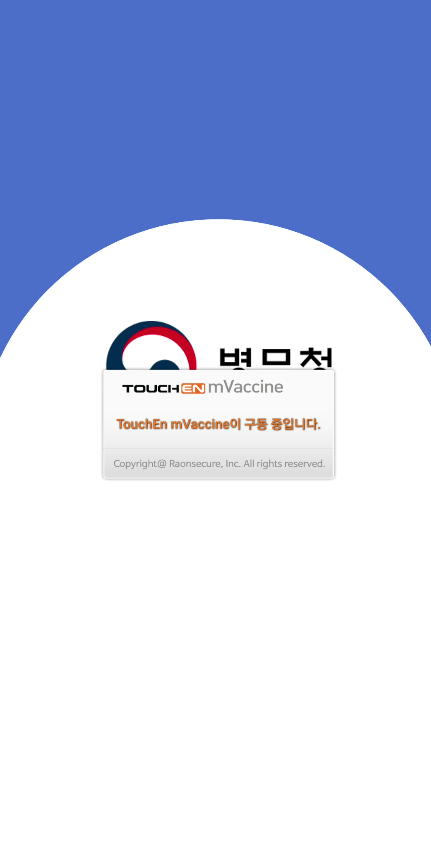 병무청
TOUCHEN mVaccine
TouchEn mVaccine이 구동 중입니다.
Copyright@ Raonsecure, Inc. All rights reserved.